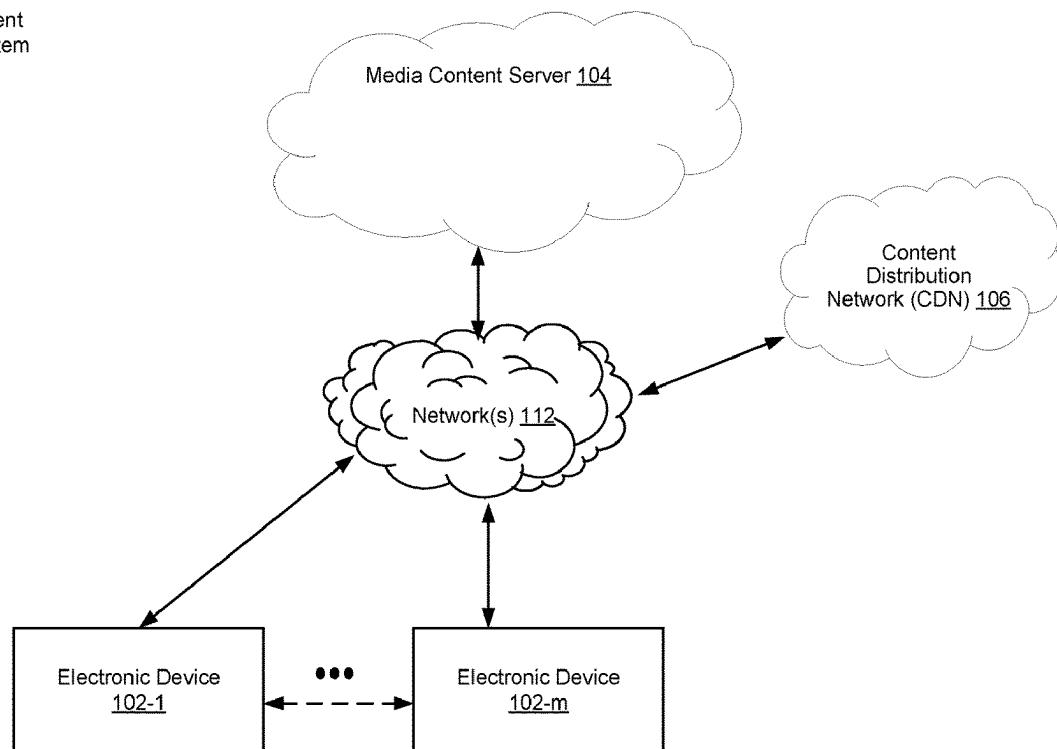 ent
tem
Media Content Server 104
Content
Distribution
Network (CDN) 106
Network(s) 112
Electronic Device
102-1
Electronic Device
102-m